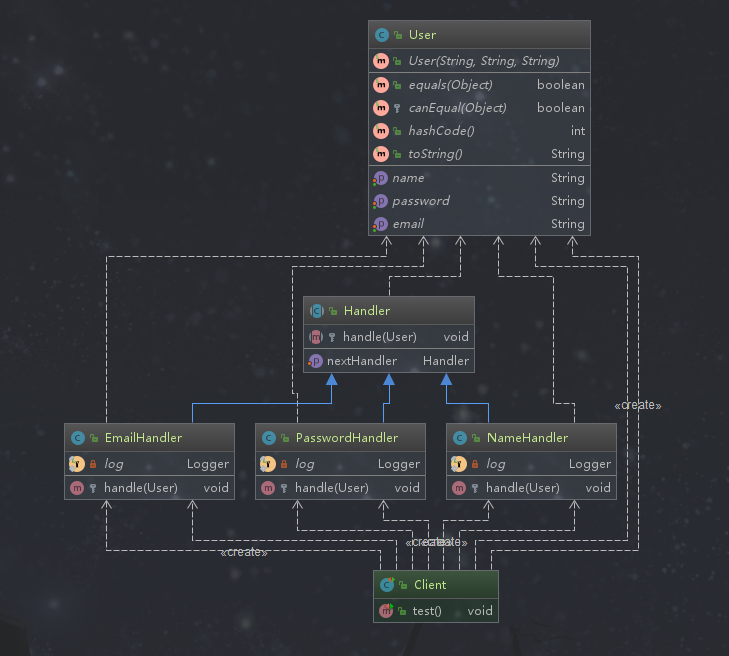 User
User(String, String, String)
equals(Object) boolean
canEqual(Object) boolean
hashCode() int
toString() String
name String
password String
email String
Handler
handle(User) void
nextHandler Handler
«create»
EmailHandler
log Logger
handle(User) void
PasswordHandler
log Logger
handle(User) void
NameHandler
log Logger
handle(User) void
«create»
«create»
«create»
Client
test() void